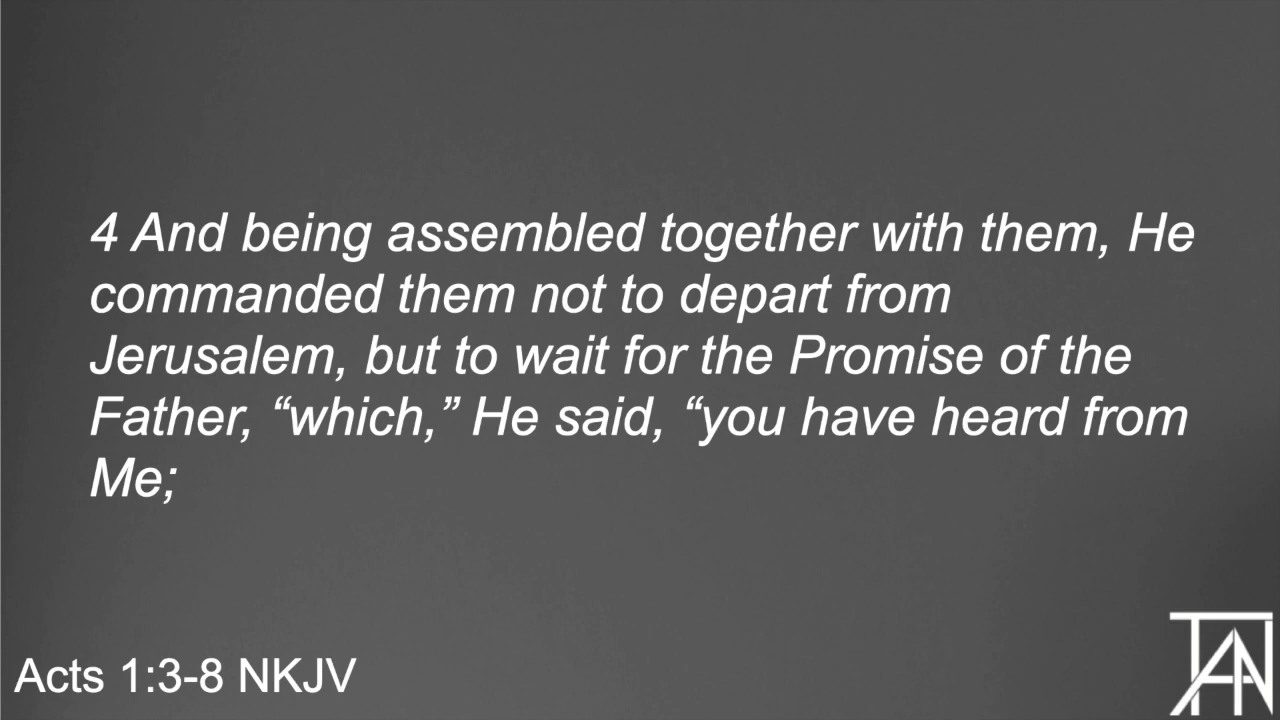 4 And being assembled together with them, He
commanded them not to depart from
Jerusalem, but to wait for the Promise of the
Father, “which,” He said, “you have heard from
Me;
Acts 1:3-8 NKJV